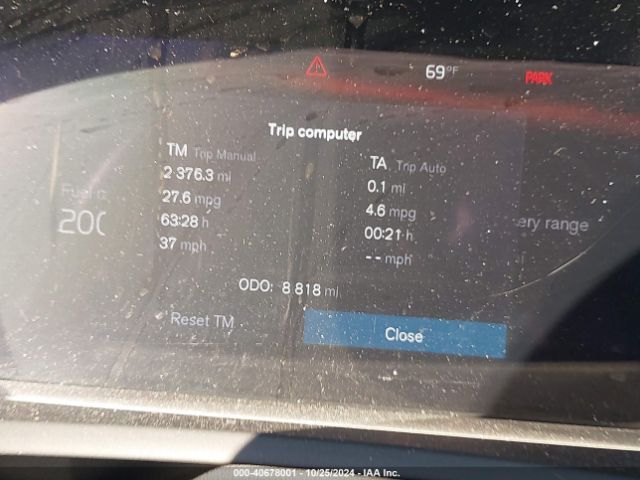 69°F PARK
Trip computer
TM Trip Manual
2 376.3 mi
27.6 mpg
63:28 h
37 mph
TA Trip Auto
0.1 mi
4.6 mpg
00:21 h
-- mph
200
ery range
ODO: 8 818 mi
Reset TM
Close
000-40678001 - 10/25/2024 - IAA Inc.